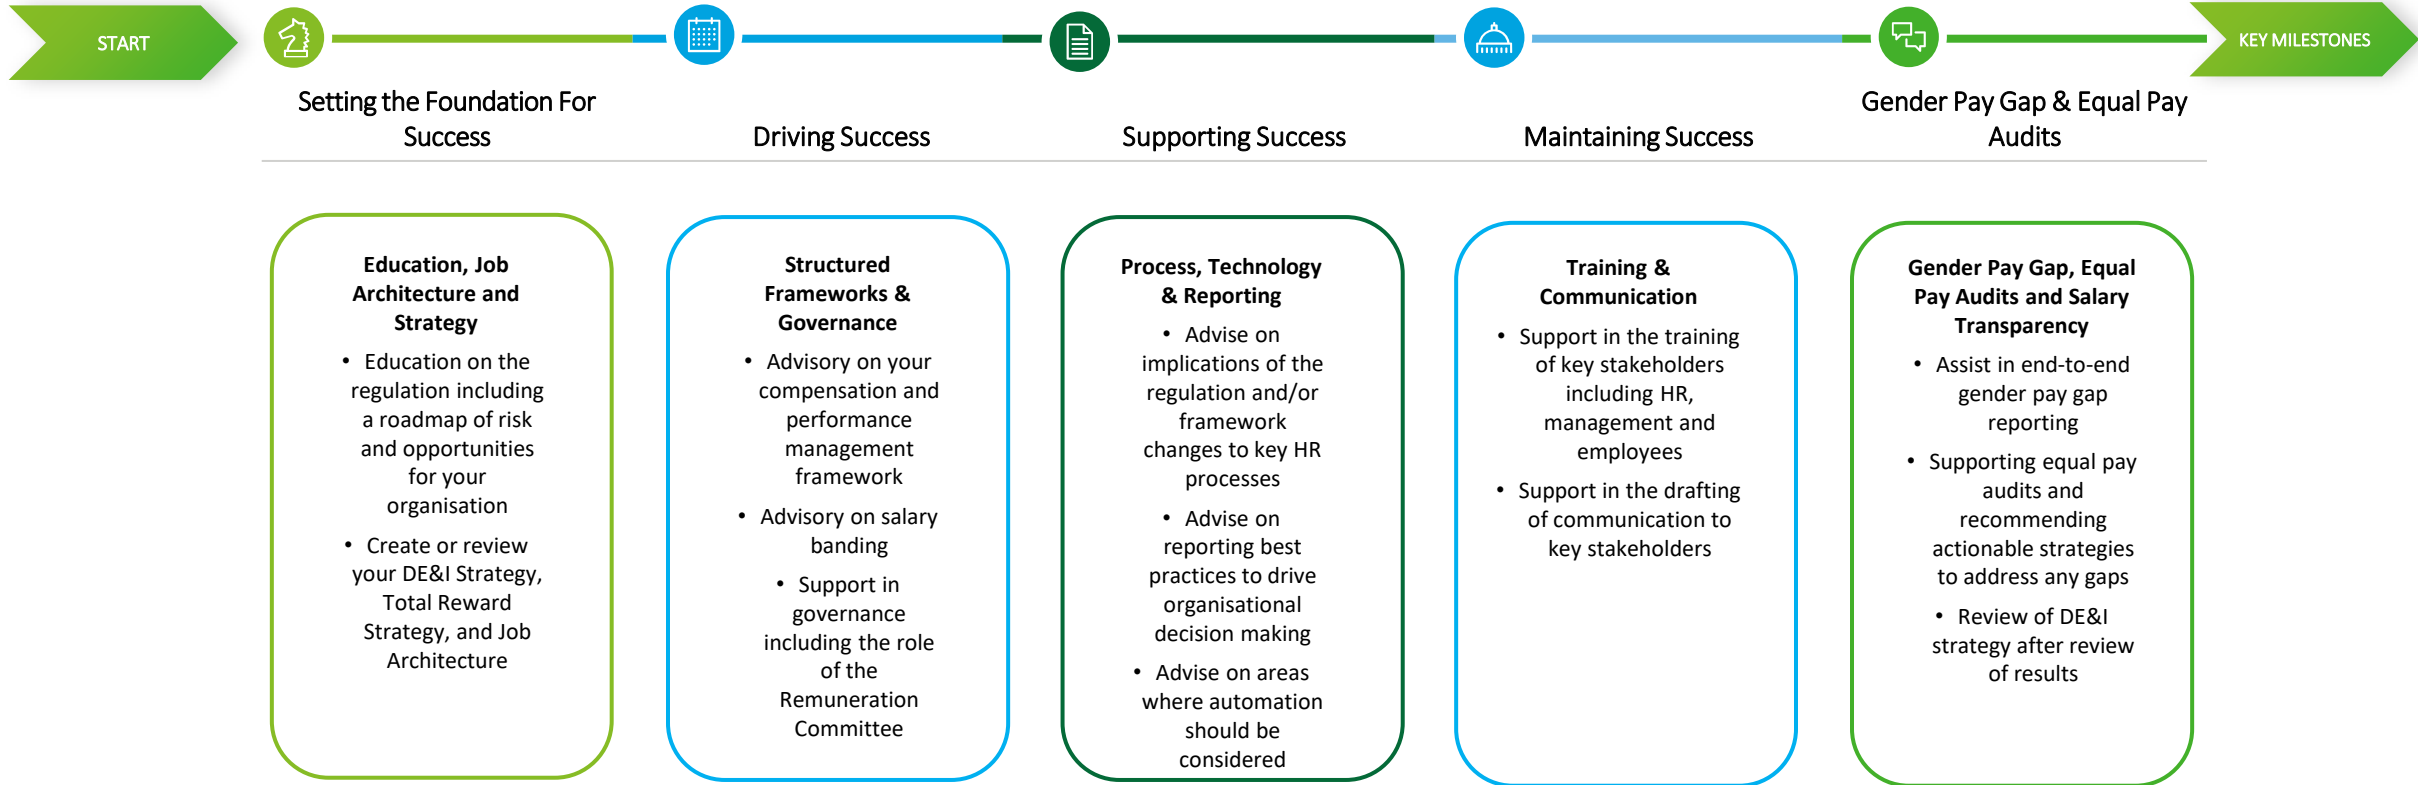 START
KEY MILESTONES
Setting the Foundation For
Success
Driving Success
Supporting Success
Maintaining Success
Gender Pay Gap & Equal Pay
Audits
Education, Job
Architecture and
Strategy
• Education on the
regulation including
a roadmap of risk
and opportunities
for your
organisation
• Create or review
your DE&I Strategy,
Total Reward
Strategy, and Job
Architecture
Structured
Frameworks &
Governance
• Advisory on your
compensation and
performance
management
framework
• Advisory on salary
banding
• Support in
governance
including the role
of the
Remuneration
Committee
Process, Technology
& Reporting
• Advise on
implications of the
regulation and/or
framework
changes to key HR
processes
• Advise on
reporting best
practices to drive
organisational
decision making
• Advise on areas
where automation
should be
considered
Training &
Communication
• Support in the training
of key stakeholders
including HR,
management and
employees
• Support in the drafting
of communication to
key stakeholders
Gender Pay Gap, Equal
Pay Audits and Salary
Transparency
• Assist in end-to-end
gender pay gap
reporting
• Supporting equal pay
audits and
recommending
actionable strategies
to address any gaps
• Review of DE&I
strategy after review
of results